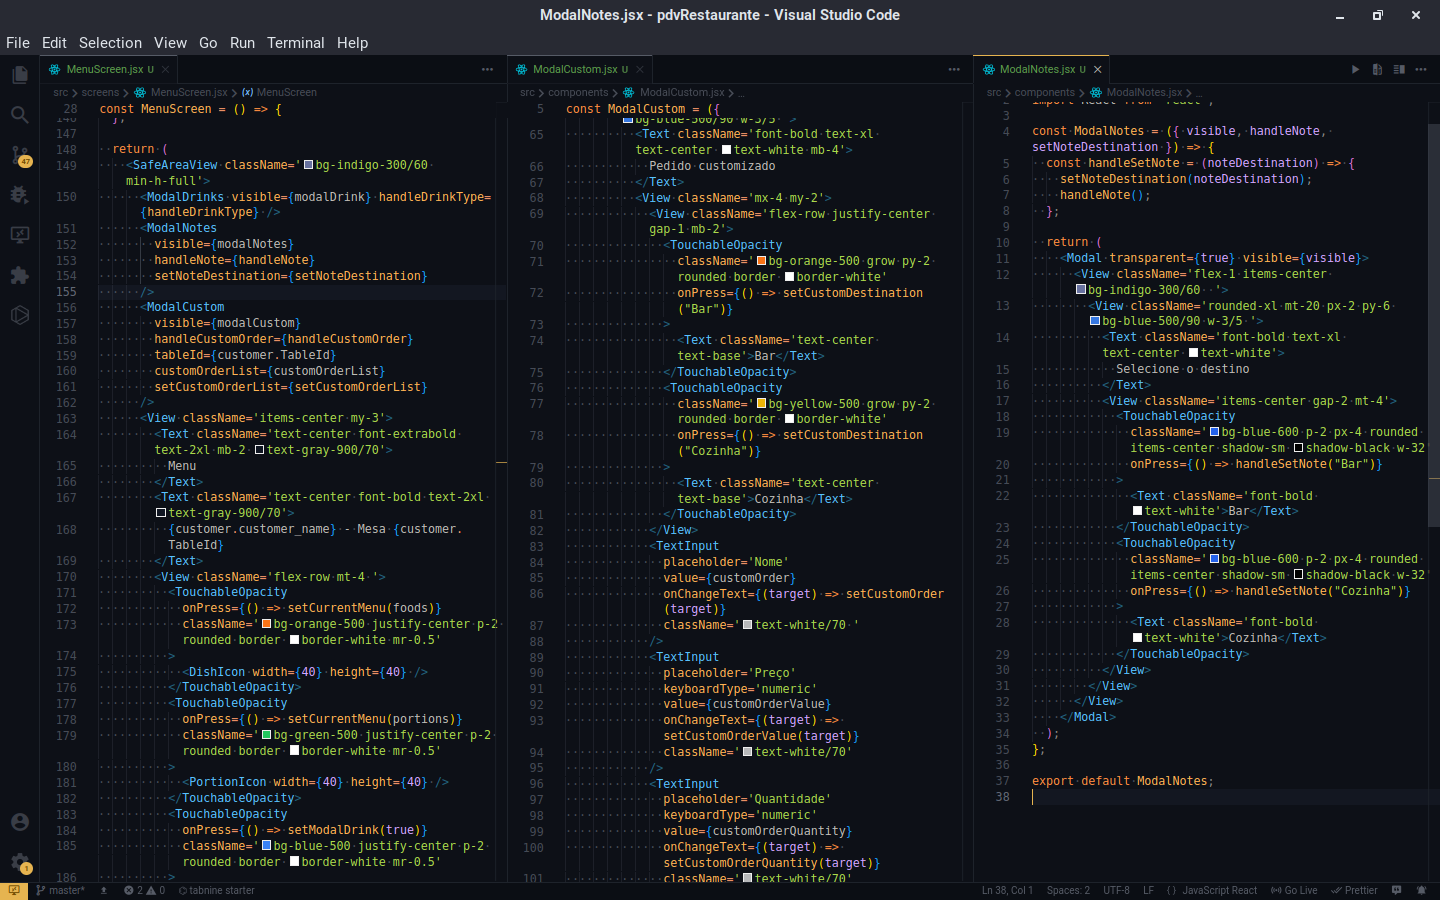 ModalNotes.jsx - pdvRestaurante - Visual Studio Code
File Edit Selection View Go Run Terminal Help
MenuScreen.jsx U
src > screens > MenuScreen.jsx > MenuScreen
28 const MenuScreen = () => {
146 };
147
148 return (
149 <SafeAreaView className='bg-indigo-300/60
min-h-full'>
150 <ModalDrinks visible={modalDrink} handleDrinkType=
{handleDrinkType} />
151 <ModalNotes
152 visible={modalNotes}
153 handleNote={handleNote}
154 setNoteDestination={setNoteDestination}
155 />
156 <ModalCustom
157 visible={modalCustom}
158 handleCustomOrder={handleCustomOrder}
159 tableId={customer.TableId}
160 customOrderList={customOrderList}
161 setCustomOrderList={setCustomOrderList}
162 />
163 <View className='items-center my-3'>
164 <Text className='text-center font-extrabold
text-2xl mb-2 text-gray-900/70'>
165 Menu
166 </Text>
167 <Text className='text-center font-bold text-2xl
text-gray-900/70'>
168 {customer.customer_name} - Mesa {customer.
TableId}
169 </Text>
170 <View className='flex-row mt-4 '>
171 <TouchableOpacity
172 onPress={() => setCurrentMenu(foods)}
173 className='bg-orange-500 justify-center p-2
rounded border border-white mr-0.5'
174 >
175 <DishIcon width={40} height={40} />
176 </TouchableOpacity>
177 <TouchableOpacity
178 onPress={() => setCurrentMenu(portions)}
179 className='bg-green-500 justify-center p-2
rounded border border-white mr-0.5'
180 >
181 <PortionIcon width={40} height={40} />
182 </TouchableOpacity>
183 <TouchableOpacity
184 onPress={() => setModalDrink(true)}
185 className='bg-blue-500 justify-center p-2
rounded border border-white mr-0.5'
186 >
ModalCustom.jsx U
src > components > ModalCustom.jsx > ...
5 const ModalCustom = ({
bg-blue-500/90 w-3/5 '>
65 <Text className='font-bold text-xl
text-center text-white mb-4'>
66 Pedido customizado
67 </Text>
68 <View className='mx-4 my-2'>
69 <View className='flex-row justify-center
gap-1 mb-2'>
70 <TouchableOpacity
71 className='bg-orange-500 grow py-2
rounded border border-white'
72 onPress={() => setCustomDestination
("Bar")}
73 >
74 <Text className='text-center
text-base'>Bar</Text>
75 </TouchableOpacity>
76 <TouchableOpacity
77 className='bg-yellow-500 grow py-2
rounded border border-white'
78 onPress={() => setCustomDestination
("Cozinha")}
79 >
80 <Text className='text-center
text-base'>Cozinha</Text>
81 </TouchableOpacity>
82 </View>
83 <TextInput
84 placeholder='Nome'
85 value={customOrder}
86 onChangeText={(target) => setCustomOrder
(target)}
87 className='text-white/70 '
88 />
89 <TextInput
90 placeholder='Preço'
91 keyboardType='numeric'
92 value={customOrderValue}
93 onChangeText={(target) =>
setCustomOrderValue(target)}
94 className='text-white/70'
95 />
96 <TextInput
97 placeholder='Quantidade'
98 keyboardType='numeric'
99 value={customOrderQuantity}
100 onChangeText={(target) =>
setCustomOrderQuantity(target)}
101 className='text-white/70'
ModalNotes.jsx U
src > components > ModalNotes.jsx > ...
2 import React from 'react';
3
4 const ModalNotes = ({ visible, handleNote,
setNoteDestination }) => {
5 const handleSetNote = (noteDestination) => {
6 setNoteDestination(noteDestination);
7 handleNote();
8 };
9
10 return (
11 <Modal transparent={true} visible={visible}>
12 <View className='flex-1 items-center
bg-indigo-300/60 '>
13 <View className='rounded-xl mt-20 px-2 py-6
bg-blue-500/90 w-3/5 '>
14 <Text className='font-bold text-xl
text-center text-white'>
15 Selecione o destino
16 </Text>
17 <View className='items-center gap-2 mt-4'>
18 <TouchableOpacity
19 className='bg-blue-600 p-2 px-4 rounded
items-center shadow-sm shadow-black w-32'
20 onPress={() => handleSetNote("Bar")}
21 >
22 <Text className='font-bold
text-white'>Bar</Text>
23 </TouchableOpacity>
24 <TouchableOpacity
25 className='bg-blue-600 p-2 px-4 rounded
items-center shadow-sm shadow-black w-32'
26 onPress={() => handleSetNote("Cozinha")}
27 >
28 <Text className='font-bold
text-white'>Cozinha</Text>
29 </TouchableOpacity>
30 </View>
31 </View>
32 </View>
33 </Modal>
34 );
35 };
36
37 export default ModalNotes;
38
47
1
master* 2 0 tabnine starter Ln 38, Col 1 Spaces: 2 UTF-8 LF { } JavaScript React Go Live Prettier